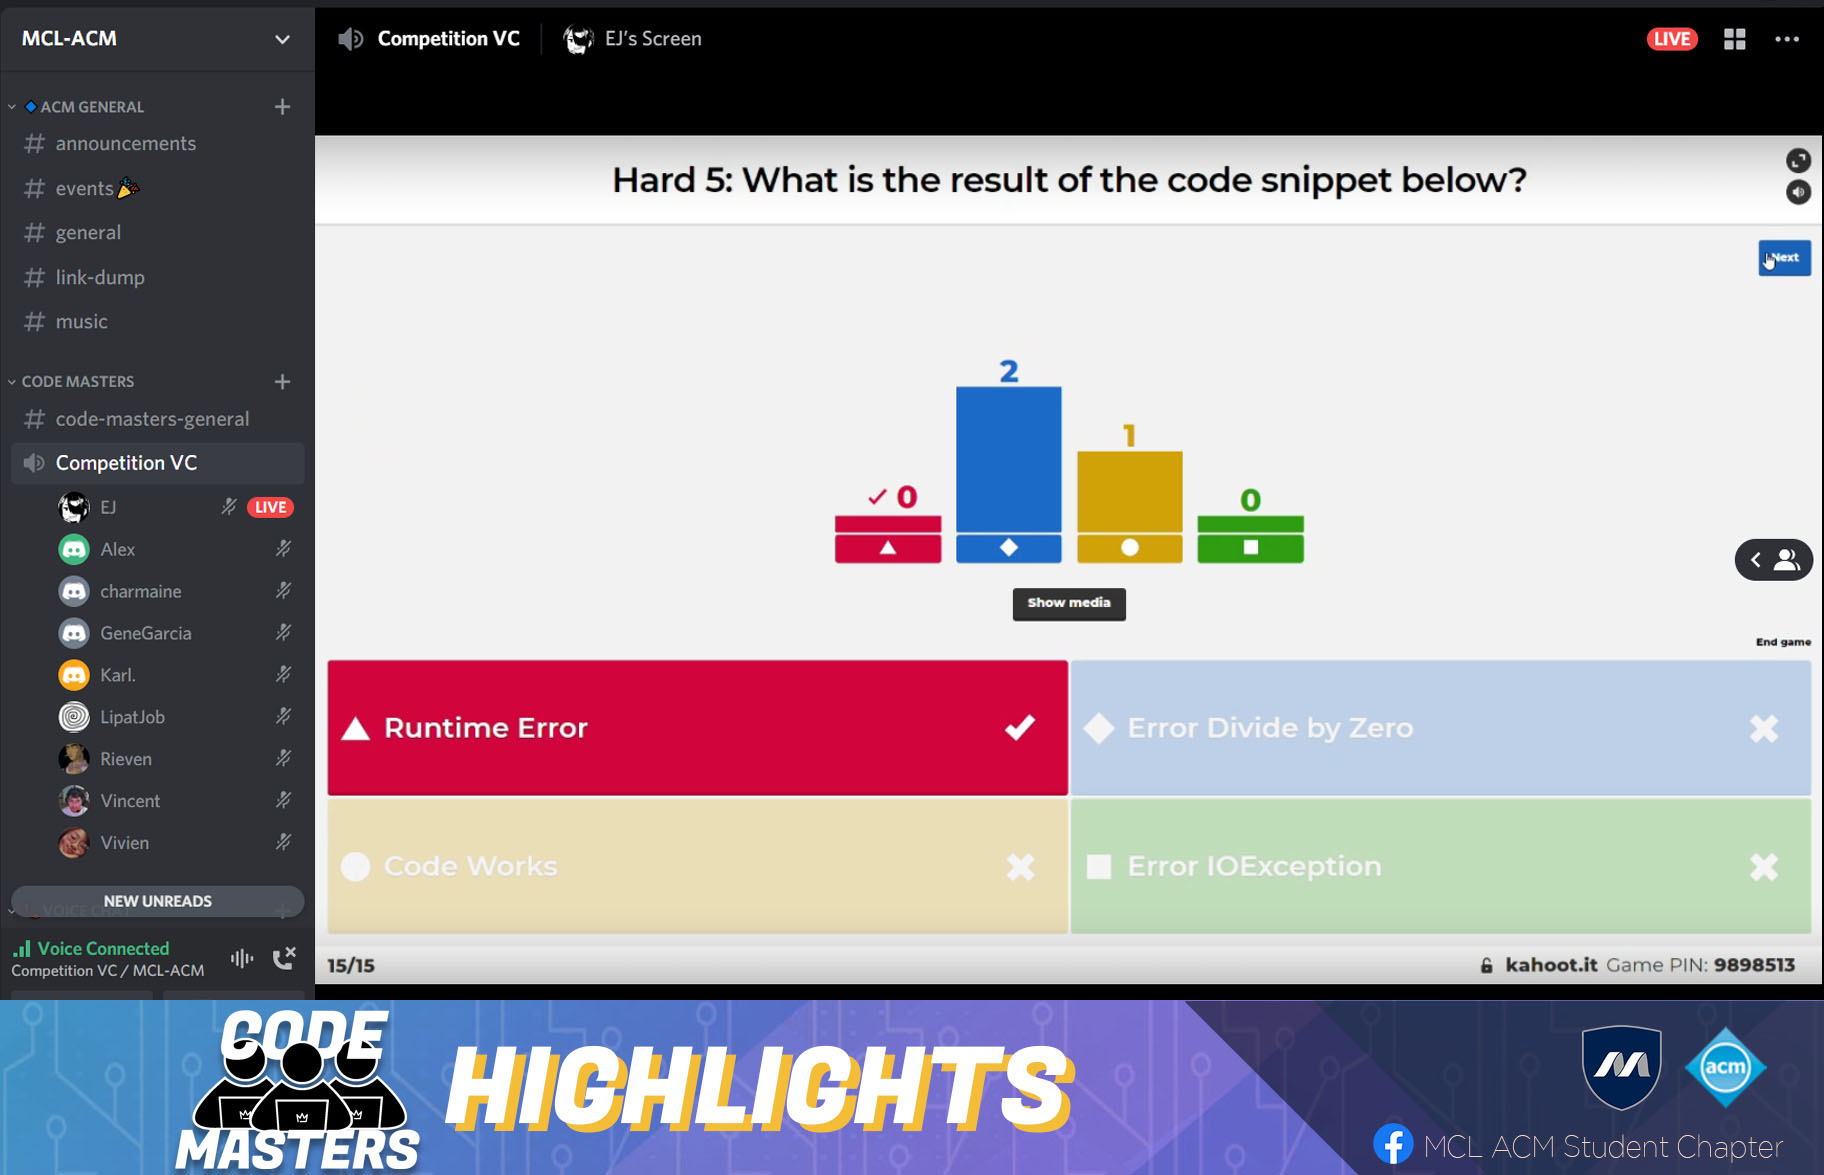 MCL-ACM
ACM GENERAL
announcements
events
general
link-dump
music
CODE MASTERS
code-masters-general
Competition VC
EJ
LIVE
Alex
charmaine
GeneGarcia
Karl.
LipatJob
Rieven
Vincent
Vivien
NEW UNREADS
VOICE CHAT
Voice Connected
Competition VC / MCL-ACM
Competition VC
EJ's Screen
LIVE
Hard 5: What is the result of the code snippet below?
Next
0
2
1
0
Show media
End game
Runtime Error
Error Divide by Zero
Code Works
Error IOException
15/15
kahoot.it Game PIN: 9898513
CODE
MASTERS
HIGHLIGHTS
acm
MCL ACM Student Chapter